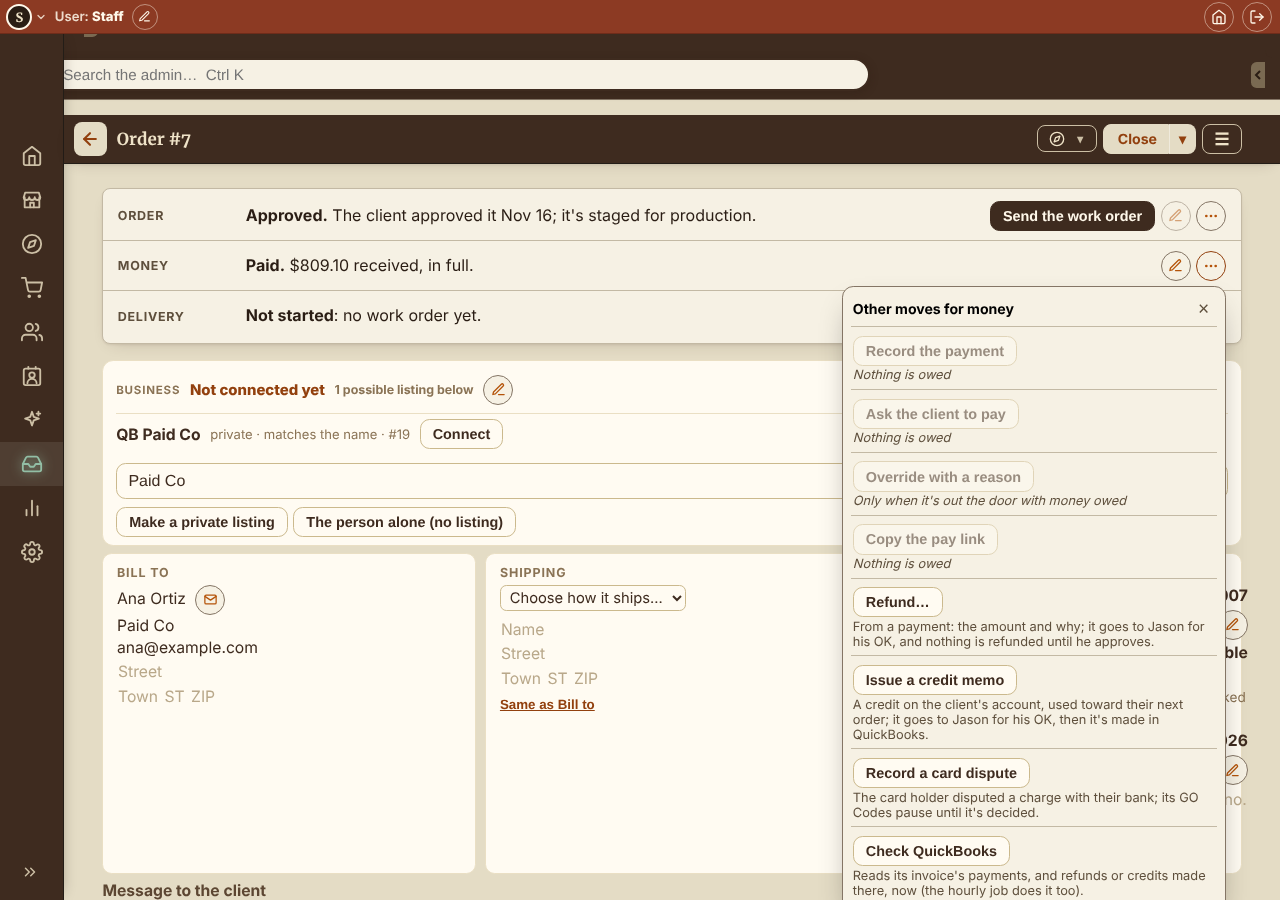 S User: Staff
Search the admin… Ctrl K
Order #7
Close
ORDER Approved. The client approved it Nov 16; it's staged for production. Send the work order
MONEY Paid. $809.10 received, in full.
DELIVERY Not started: no work order yet.
Other moves for money
Record the payment
Nothing is owed
Ask the client to pay
Nothing is owed
Override with a reason
Only when it's out the door with money owed
Copy the pay link
Nothing is owed
Refund…
From a payment: the amount and why; it goes to Jason for
his OK, and nothing is refunded until he approves.
Issue a credit memo
A credit on the client's account, used toward their next
order; it goes to Jason for his OK, then it's made in
QuickBooks.
Record a card dispute
The card holder disputed a charge with their bank; its GO
Codes pause until it's decided.
Check QuickBooks
Reads its invoice's payments, and refunds or credits made
there, now (the hourly job does it too).
BUSINESS Not connected yet 1 possible listing below
QB Paid Co private · matches the name · #19 Connect
Paid Co
Make a private listing The person alone (no listing)
BILL TO
Ana Ortiz
Paid Co
ana@example.com
Street
Town ST ZIP
SHIPPING
Choose how it ships...
Name
Street
Town ST ZIP
Same as Bill to
no.
Message to the client